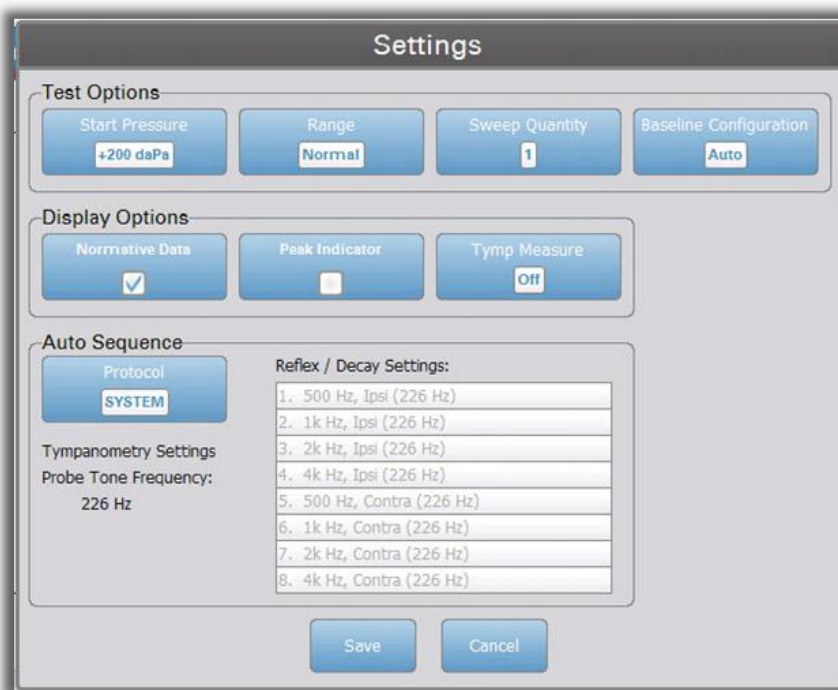 Settings
Test Options
Start Pressure
+200 daPa
Range
Normal
Sweep Quantity
1
Baseline Configuration
Auto
Display Options
Normative Data
Peak Indicator
Tymp Measure
Off
Auto Sequence
Protocol
SYSTEM
Tympanometry Settings
Probe Tone Frequency:
226 Hz
Reflex / Decay Settings:
1. 500 Hz, Ipsi (226 Hz)
2. 1k Hz, Ipsi (226 Hz)
3. 2k Hz, Ipsi (226 Hz)
4. 4k Hz, Ipsi (226 Hz)
5. 500 Hz, Contra (226 Hz)
6. 1k Hz, Contra (226 Hz)
7. 2k Hz, Contra (226 Hz)
8. 4k Hz, Contra (226 Hz)
Save
Cancel